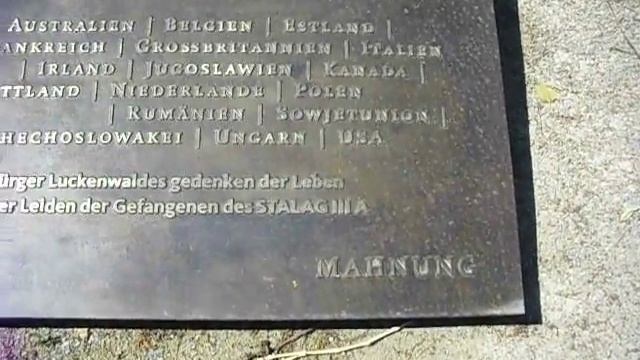 AUSTRALIEN | BELGIEN | ESTLAND |
ANKREICH | GROSSBRITANNIEN | ITALIEN
| IRLAND | JUGOSLAWIEN | KANADA |
TTLAND | NIEDERLANDE | POLEN
| RUMÄNIEN | SOWJETUNION |
HECHOSLOWAKEI | UNGARN | USA
ürger Luckenwaldes gedenken der Leben
er Leiden der Gefangenen des STALAG III A
MAHNUNG